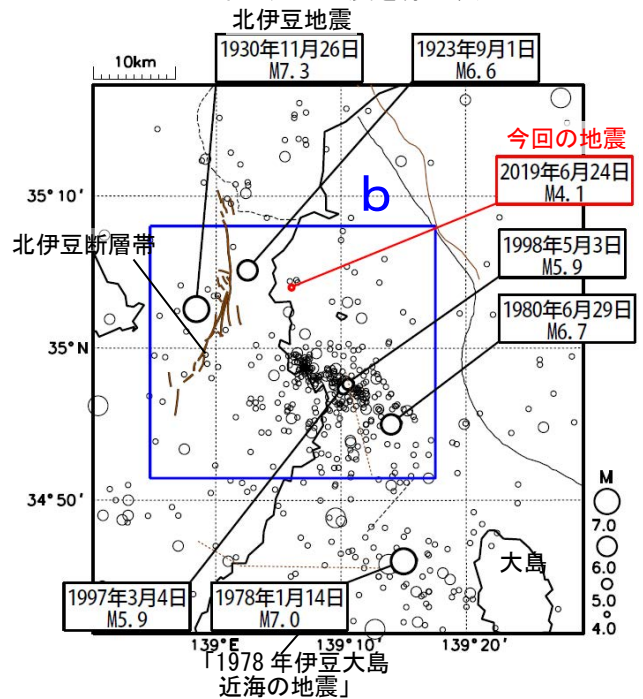 北伊豆地震
10km
1930年11月26日
M7.3
1923年9月1日
M6.6
今回の地震
2019年6月24日
M4.1
b
35°10′
北伊豆断層帯
1998年5月3日
M5.9
1980年6月29日
M6.7
35°N
34°50′
M
7.0
6.0
5.0
4.0
大島
1997年3月4日
M5.9
1978年1月14日
M7.0
139°E
139°10′
139°20′
「1978年伊豆大島
近海の地震」